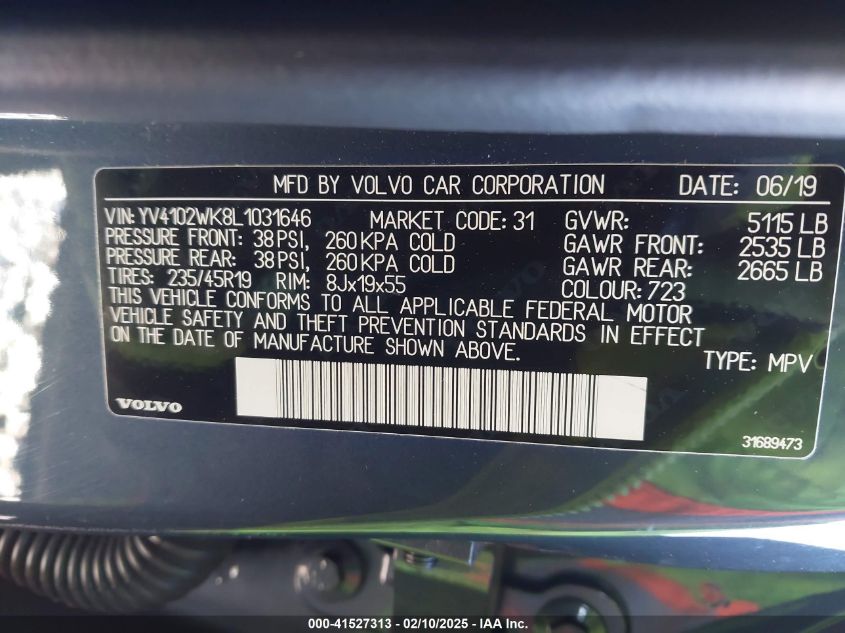 MFD BY VOLVO CAR CORPORATION DATE: 06/19
VIN:YV4102WK8L1031646 MARKET CODE: 31 GVWR: 5115 LB
PRESSURE FRONT: 38 PSI, 260 KPA COLD GAWR FRONT: 2535 LB
PRESSURE REAR: 38 PSI, 260 KPA COLD GAWR REAR: 2665 LB
TIRES: 235/45R19 RIM: 8Jx19x55 COLOUR: 723
THIS VEHICLE CONFORMS TO ALL APPLICABLE FEDERAL MOTOR
VEHICLE SAFETY AND THEFT PREVENTION STANDARDS IN EFFECT
ON THE DATE OF MANUFACTURE SHOWN ABOVE.
TYPE: MPV
VOLVO
31689473
000-41527313 - 02/10/2025 - IAA Inc.